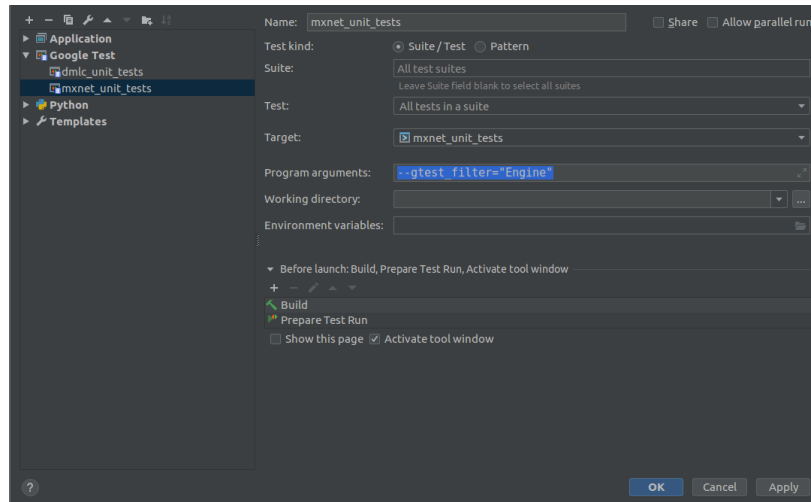 Name: mxnet_unit_tests Share Allow parallel run
Application
Google Test
dmlc_unit_tests
mxnet_unit_tests
Python
Templates
Test kind: Suite / Test Pattern
Suite: All test suites
Leave Suite field blank to select all suites
Test: All tests in a suite
Target: mxnet_unit_tests
Program arguments: --gtest_filter="Engine"
Working directory: ...
Environment variables:
Before launch: Build, Prepare Test Run, Activate tool window
Build
Prepare Test Run
Show this page Activate tool window
? OK Cancel Apply